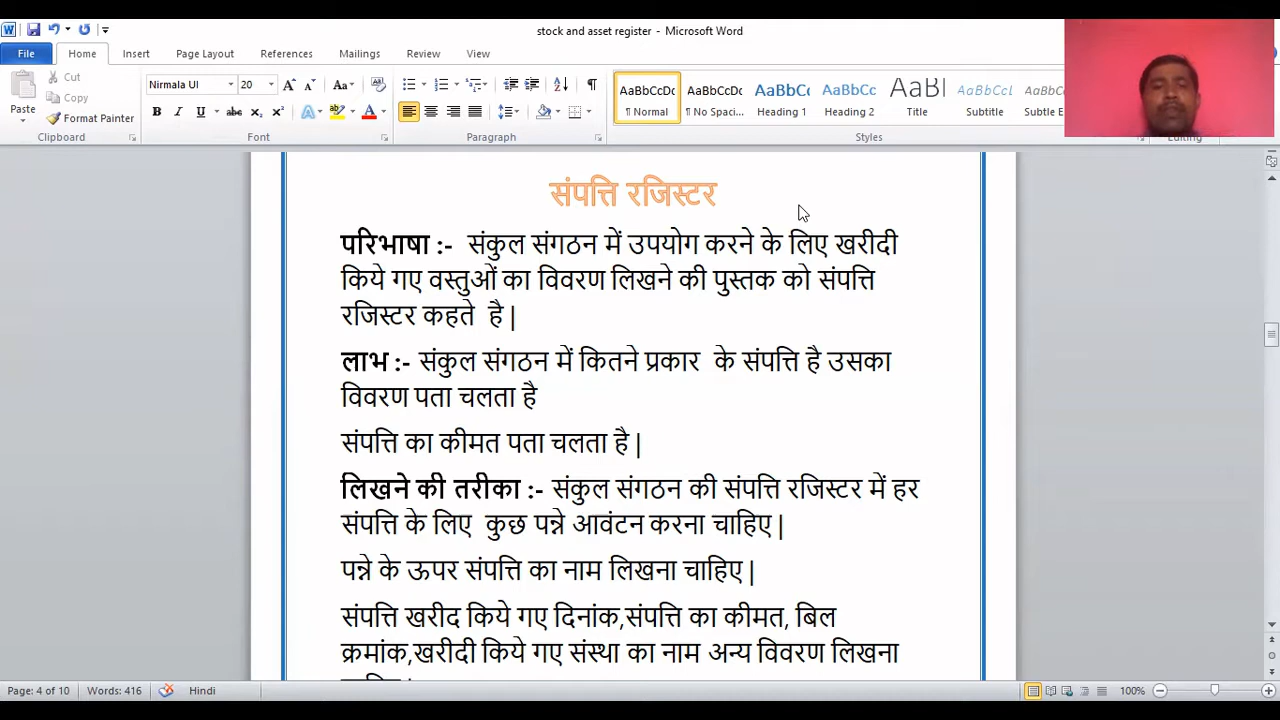 stock and asset register - Microsoft Word
File Home Insert Page Layout References Mailings Review View
Cut
Copy
Format Painter
Paste
Clipboard
Nirmala UI 20
Font
Paragraph
AaBbCcDc AaBbCcDc AaBbCc AaBbCc AaBl AaBbCcI
¶ Normal ¶ No Spaci... Heading 1 Heading 2 Title Subtitle Subtle E
Styles
संपत्ति रजिस्टर
परिभाषा :- संकुल संगठन में उपयोग करने के लिए खरीदी
किये गए वस्तुओं का विवरण लिखने की पुस्तक को संपत्ति
रजिस्टर कहते है |
लाभ :- संकुल संगठन में कितने प्रकार के संपत्ति है उसका
विवरण पता चलता है
संपत्ति का कीमत पता चलता है |
लिखने की तरीका :- संकुल संगठन की संपत्ति रजिस्टर में हर
संपत्ति के लिए कुछ पन्ने आवंटन करना चाहिए |
पन्ने के ऊपर संपत्ति का नाम लिखना चाहिए |
संपत्ति खरीद किये गए दिनांक,संपत्ति का कीमत, बिल
क्रमांक,खरीदी किये गए संस्था का नाम अन्य विवरण लिखना
Page: 4 of 10 Words: 416 Hindi 100%